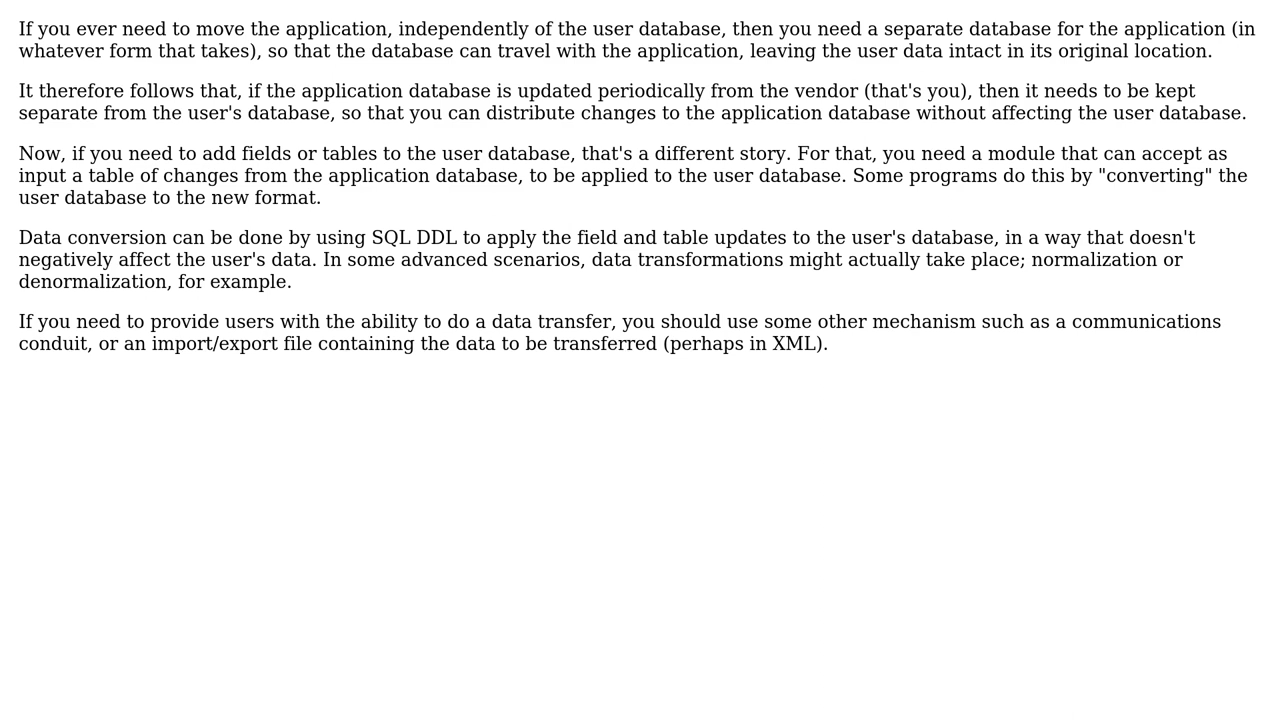 If you ever need to move the application, independently of the user database, then you need a separate database for the application (in
whatever form that takes), so that the database can travel with the application, leaving the user data intact in its original location.
It therefore follows that, if the application database is updated periodically from the vendor (that's you), then it needs to be kept
separate from the user's database, so that you can distribute changes to the application database without affecting the user database.
Now, if you need to add fields or tables to the user database, that's a different story. For that, you need a module that can accept as
input a table of changes from the application database, to be applied to the user database. Some programs do this by "converting" the
user database to the new format.
Data conversion can be done by using SQL DDL to apply the field and table updates to the user's database, in a way that doesn't
negatively affect the user's data. In some advanced scenarios, data transformations might actually take place; normalization or
denormalization, for example.
If you need to provide users with the ability to do a data transfer, you should use some other mechanism such as a communications
conduit, or an import/export file containing the data to be transferred (perhaps in XML).